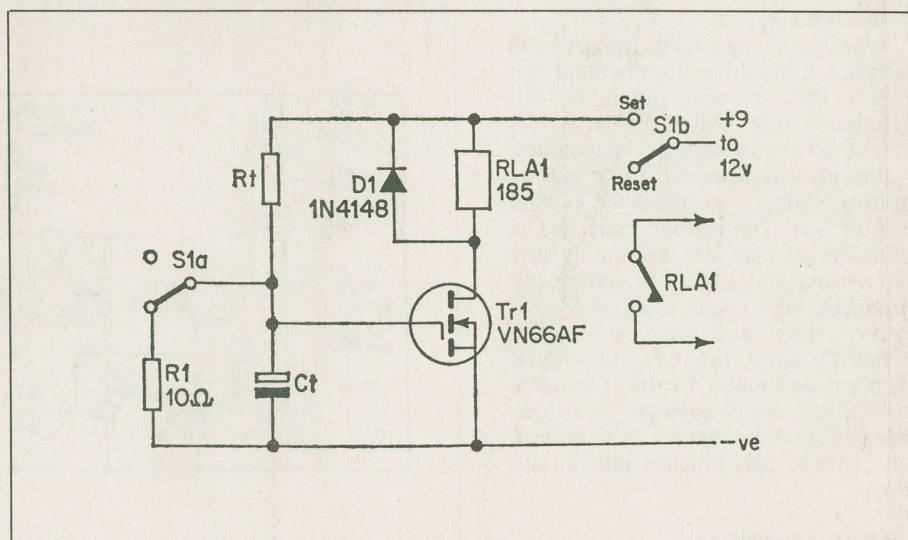 Set
S1b
+9
to
12v
Reset
Rt
D1
1N4148
RLA1
185
S1a
RLA1
Tr1
VN66AF
R1
10Ω
Ct
-ve